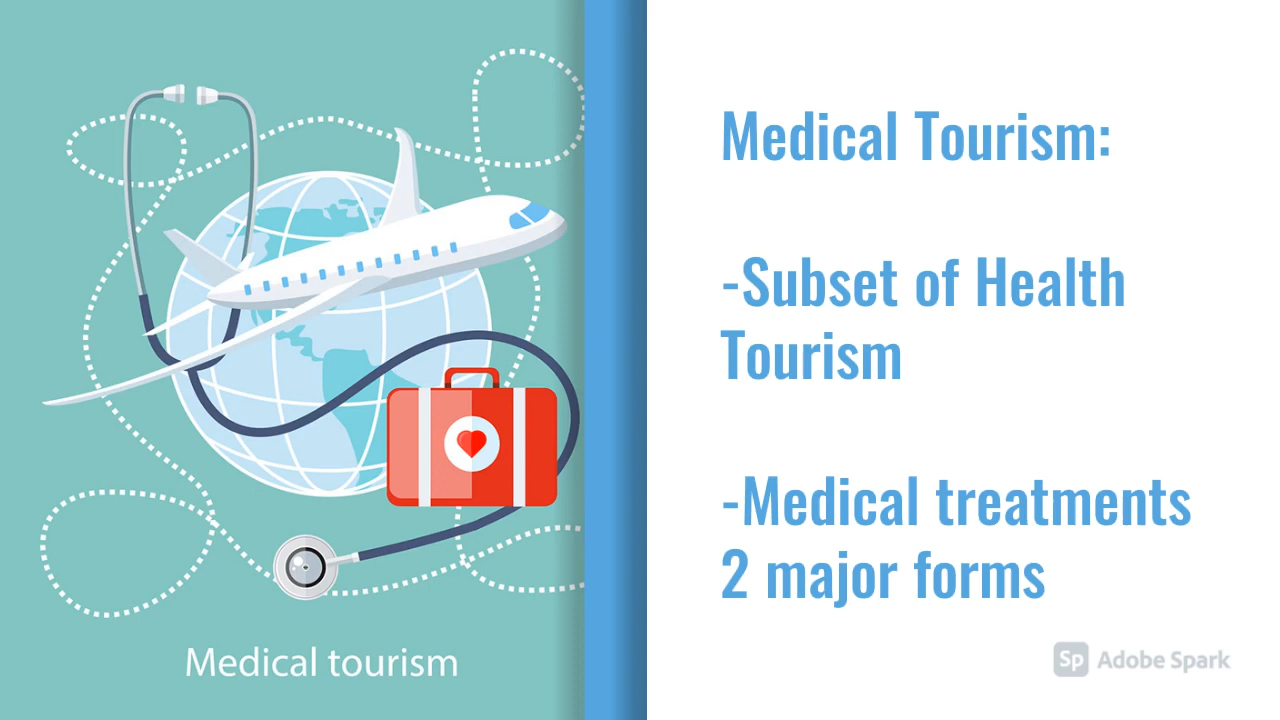 Medical tourism
Medical Tourism:
-Subset of Health
Tourism
-Medical treatments
2 major forms
Sp Adobe Spark